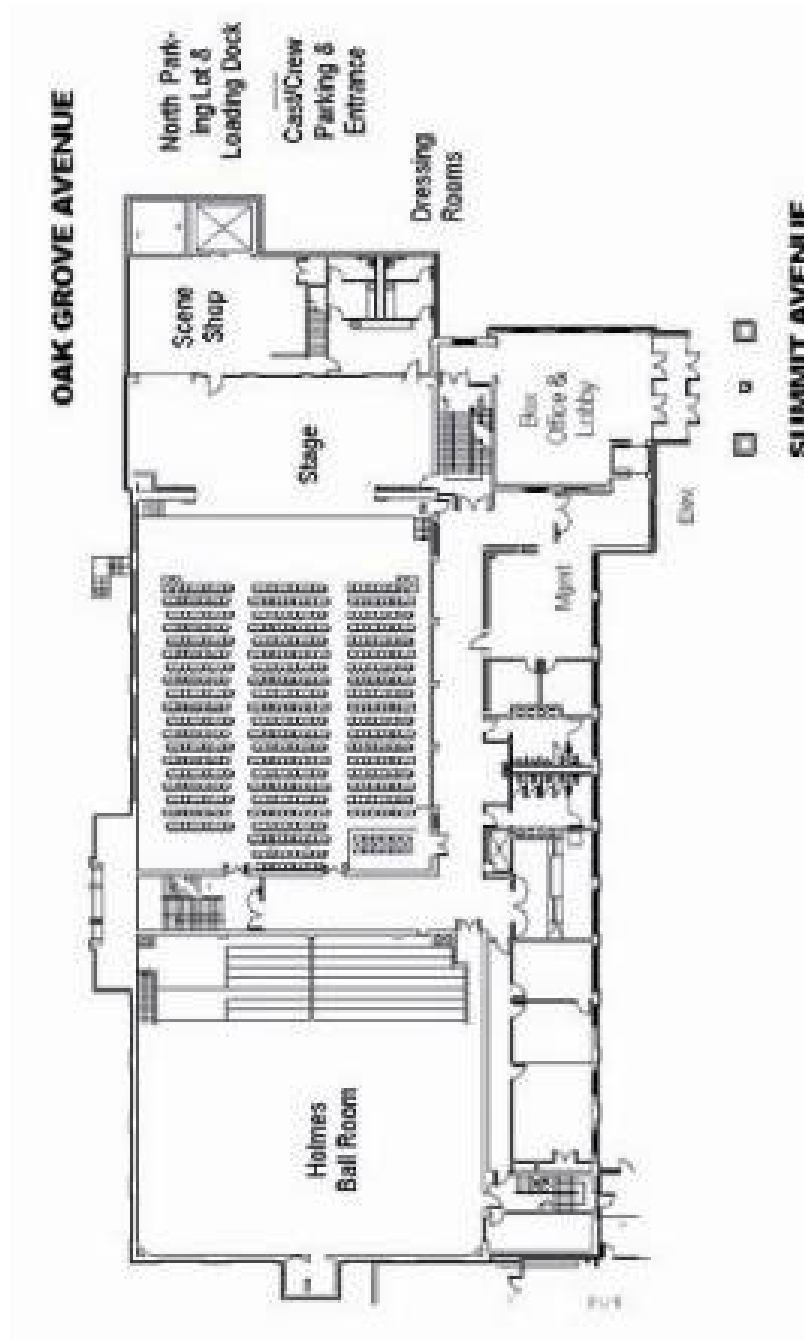 OAK GROVE AVENUE
North Park-
ing Lot &
Loading Dock
Cast/Crew
Parking &
Entrance
Dressing
Rooms
Scene
Shop
Stage
Box
Office &
Lobby
SUMMIT AVENUE
Mgmt
Holmes
Ball Room